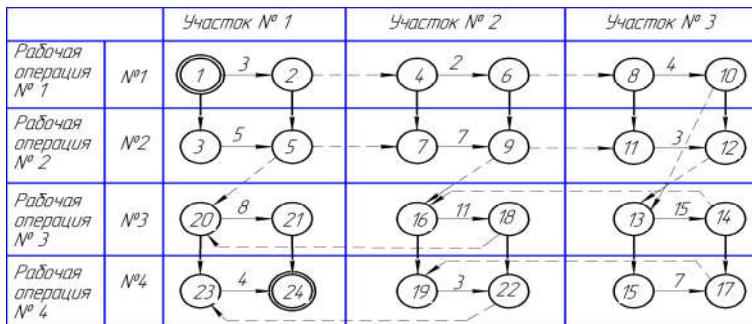 Участок № 1 Участок № 2 Участок № 3
Рабочая
операция
№ 1
№1 1 3 2 4 2 6 8 4 10
Рабочая
операция
№ 2
№2 3 5 5 7 7 9 11 3 12
Рабочая
операция
№ 3
№3 20 8 21 16 11 18 13 15 14
Рабочая
операция
№ 4
№4 23 4 24 19 3 22 15 7 17